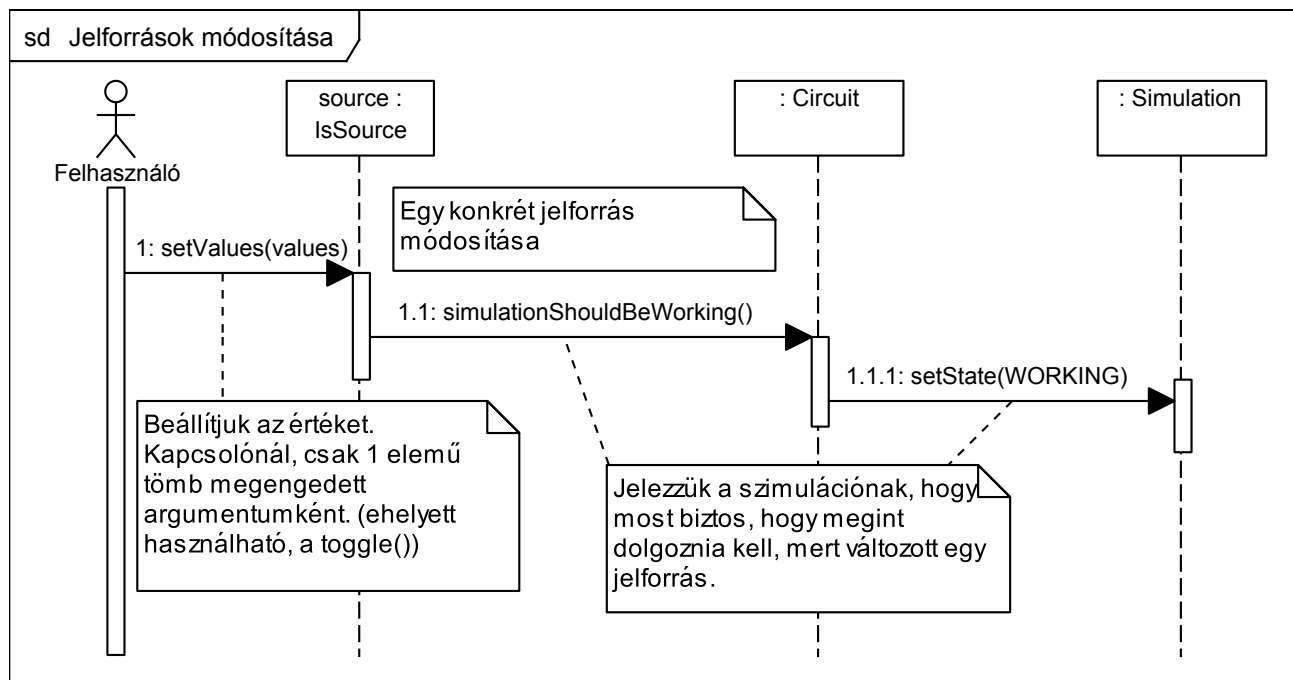 sd Jelforrások módosítása
source :
IsSource
: Circuit
: Simulation
Felhasználó
Egy konkrét jelforrás
módosítása
1: setValues(values)
1.1: simulationShouldBeWorking()
1.1.1: setState(WORKING)
Beállítjuk az értéket.
Kapcsolónál, csak 1 elemű
tömb megengedett
argumentumként. (ehelyett
használható, a toggle())
Jelezzük a szimulációnak, hogy
most biztos, hogy megint
dolgoznia kell, mert változott egy
jelforrás.